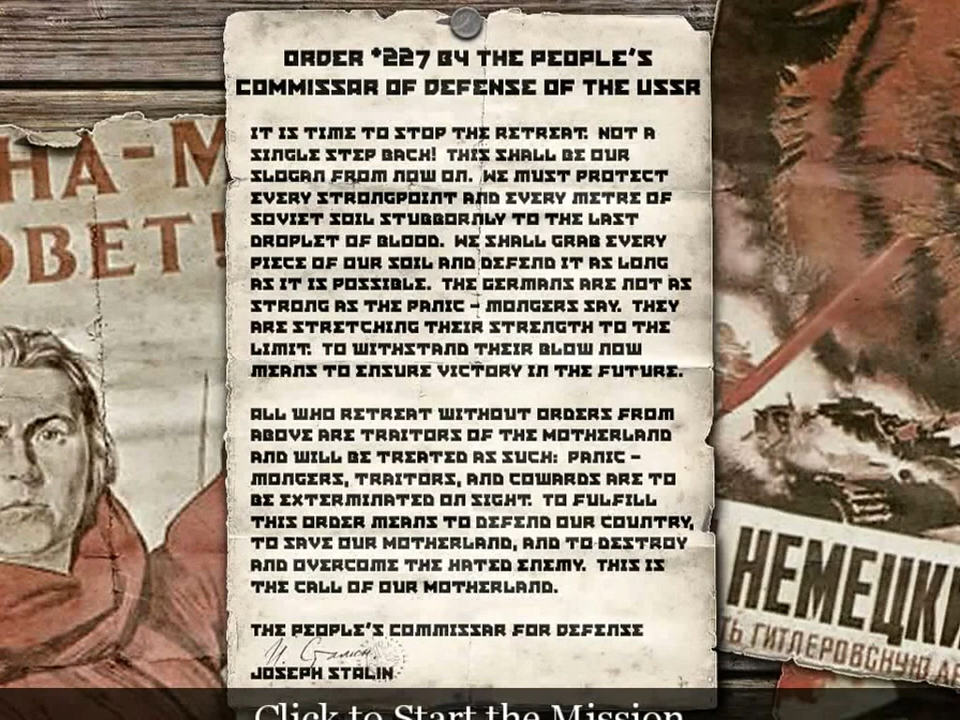 НА-М
ОВЕТ!
ORDER *227 BY THE PEOPLE'S
COMMISSAR OF DEFENSE OF THE USSR
IT IS TIME TO STOP THE RETREAT. NOT A
SINGLE STEP BACH! THIS SHALL BE OUR
SLOGAN FROM NOW ON. WE MUST PROTECT
EVERY STRONGPOINT AND EVERY METRE OF
SOVIET SOIL STUBBORNLY TO THE LAST
DROPLET OF BLOOD. WE SHALL GRAB EVERY
PIECE OF OUR SOIL AND DEFEND IT AS LONG
AS IT IS POSSIBLE. THE GERMANS ARE NOT AS
STRONG AS THE PANIC - MONGERS SAY. THEY
ARE STRETCHING THEIR STRENGTH TO THE
LIMIT. TO WITHSTAND THEIR BLOW NOW
MEANS TO ENSURE VICTORY IN THE FUTURE.
ALL WHO RETREAT WITHOUT ORDERS FROM
ABOVE ARE TRAITORS OF THE MOTHERLAND
AND WILL BE TREATED AS SUCH: PANIC -
MONGERS, TRAITORS, AND COWARDS ARE TO
BE EXTERMINATED ON SIGHT. TO FULFILL
THIS ORDER MEANS TO DEFEND OUR COUNTRY,
TO SAVE OUR MOTHERLAND, AND TO DESTROY
AND OVERCOME THE HATED ENEMY. THIS IS
THE CALL OF OUR MOTHERLAND.
THE PEOPLE'S COMMISSAR FOR DEFENSE
JOSEPH STALIN
НЕМЕЦКИ
Ь ГИТЛЕРОВСКУЮ АР
Click to Start the Mission